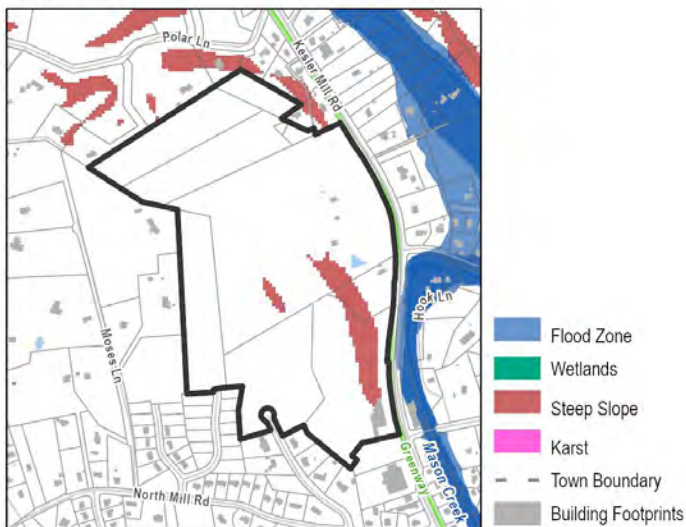 Polar Ln
Kesler Mill Rd
Hook Ln
Moses Ln
North Mill Rd
Greenway
Mason Creek
Flood Zone
Wetlands
Steep Slope
Karst
Town Boundary
Building Footprints